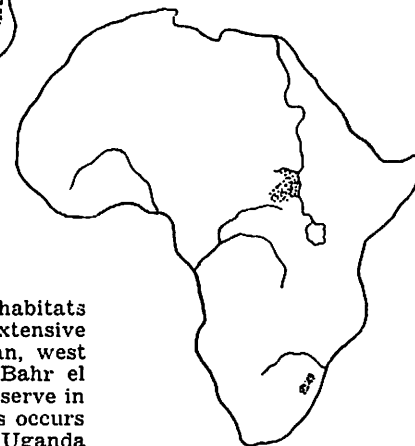 habitats
xtensive
an, west
Bahr el
serve in
s occurs
Uganda